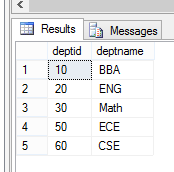 Results Messages
deptid deptname
1 10 BBA
2 20 ENG
3 30 Math
4 50 ECE
5 60 CSE